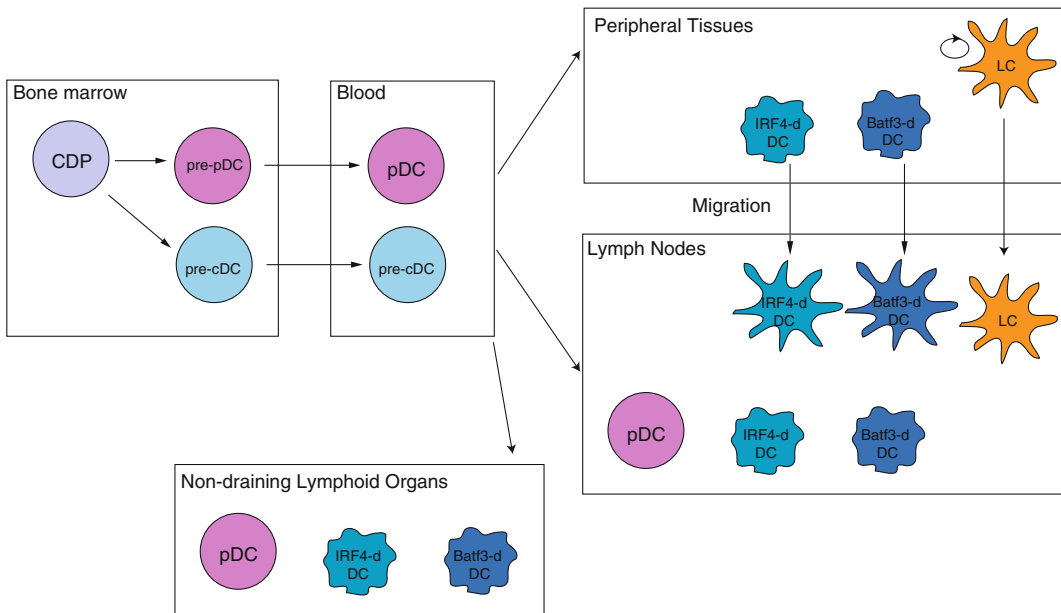 Bone marrow
CDP
pre-pDC
pre-cDC
Blood
pDC
pre-cDC
Peripheral Tissues
LC
IRF4-d
DC
Batf3-d
DC
Migration
Lymph Nodes
IRF4-d
DC
Batf3-d
DC
LC
pDC
IRF4-d
DC
Batf3-d
DC
Non-draining Lymphoid Organs
pDC
IRF4-d
DC
Batf3-d
DC